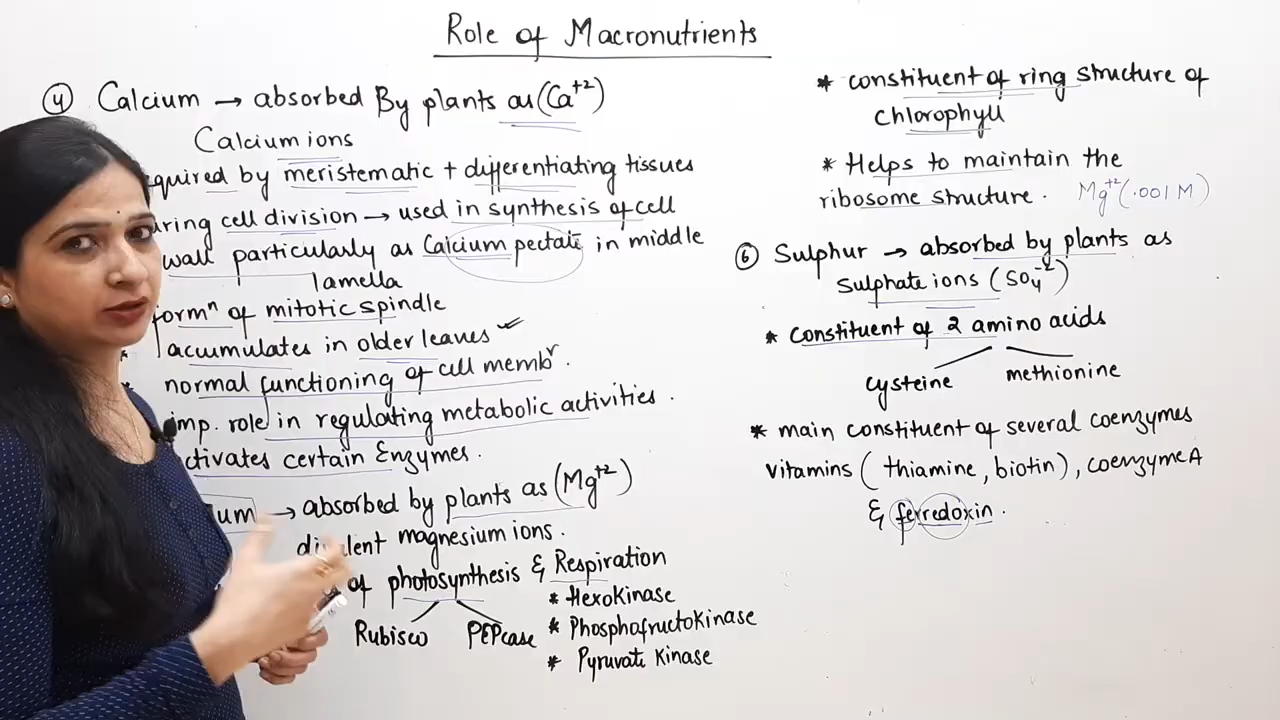 Role of Macronutrients
④ Calcium → absorbed By plants as (Ca⁺²)
Calcium ions
quired by meristematic + differentiating tissues
ring cell division → used in synthesis of cell
wall particularly as Calcium pectate in middle
lamella
formⁿ of mitotic spindle
* accumulates in older leaves ✓
* normal functioning of cell membʳ.
imp. role in regulating metabolic activities.
ctivates certain Enzymes.
um → absorbed by plants as (Mg⁺²)
divalent magnesium ions.
of photosynthesis & Respiration
Rubisco PEPcase
* Hexokinase
* Phosphofructokinase
* Pyruvate Kinase
* constituent of ring structure of
chlorophyll
* Helps to maintain the
ribosome structure. Mg⁺² (.001 M)
⑥ Sulphur → absorbed by plants as
sulphate ions (SO₄⁻²)
* Constituent of 2 amino acids
cysteine methionine
* main constituent of several coenzymes
vitamins (thiamine, biotin), coenzyme A
& ferredoxin.